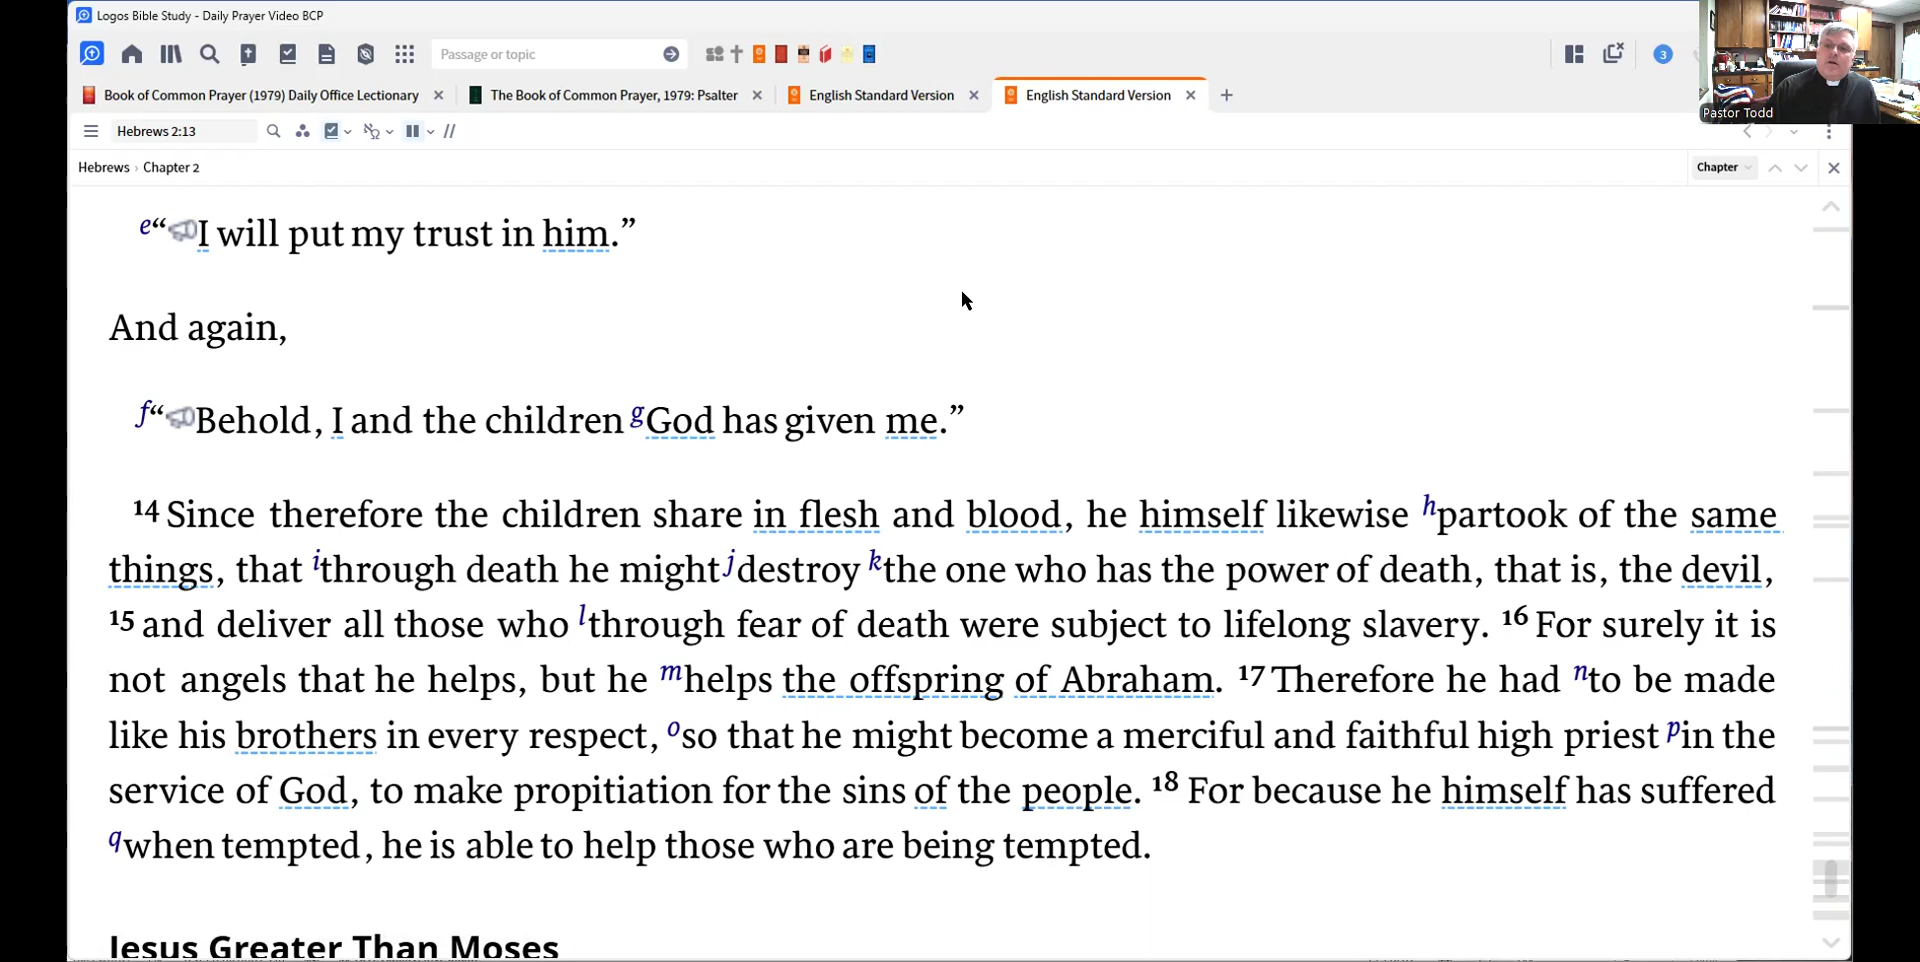 Logos Bible Study - Daily Prayer Video BCP
Passage or topic
3
Pastor Todd
Book of Common Prayer (1979) Daily Office Lectionary
The Book of Common Prayer, 1979: Psalter
English Standard Version
English Standard Version
Hebrews 2:13
Hebrews › Chapter 2
Chapter
e“I will put my trust in him.”
And again,
f“Behold, I and the children gGod has given me.”
14 Since therefore the children share in flesh and blood, he himself likewise hpartook of the same
things, that ithrough death he might jdestroy kthe one who has the power of death, that is, the devil,
15 and deliver all those who lthrough fear of death were subject to lifelong slavery. 16 For surely it is
not angels that he helps, but he mhelps the offspring of Abraham. 17 Therefore he had nto be made
like his brothers in every respect, oso that he might become a merciful and faithful high priest pin the
service of God, to make propitiation for the sins of the people. 18 For because he himself has suffered
qwhen tempted, he is able to help those who are being tempted.
Jesus Greater Than Moses